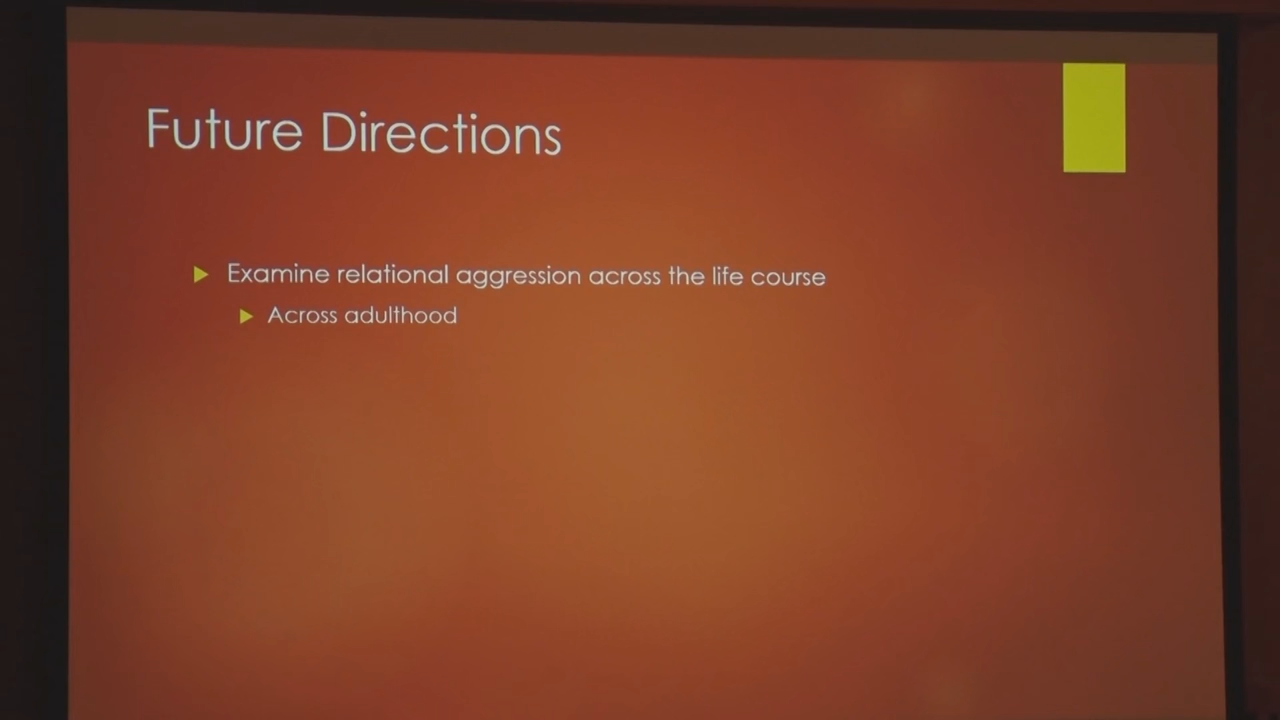 Future Directions
Examine relational aggression across the life course
Across adulthood